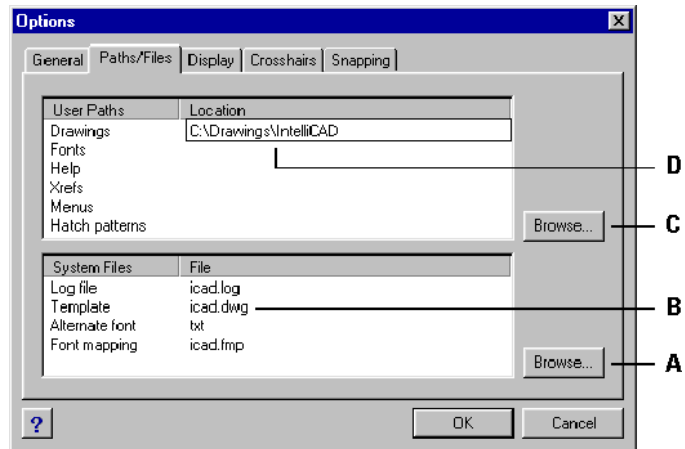 Options
General Paths/Files Display Crosshairs Snapping
User Paths Location
Drawings C:\Drawings\IntelliCAD
Fonts
Help
D
Xrefs
Menus
Hatch patterns
Browse... C
System Files File
Log file icad.log
Template icad.dwg B
Alternate font txt
Font mapping icad.fmp
Browse... A
? OK Cancel